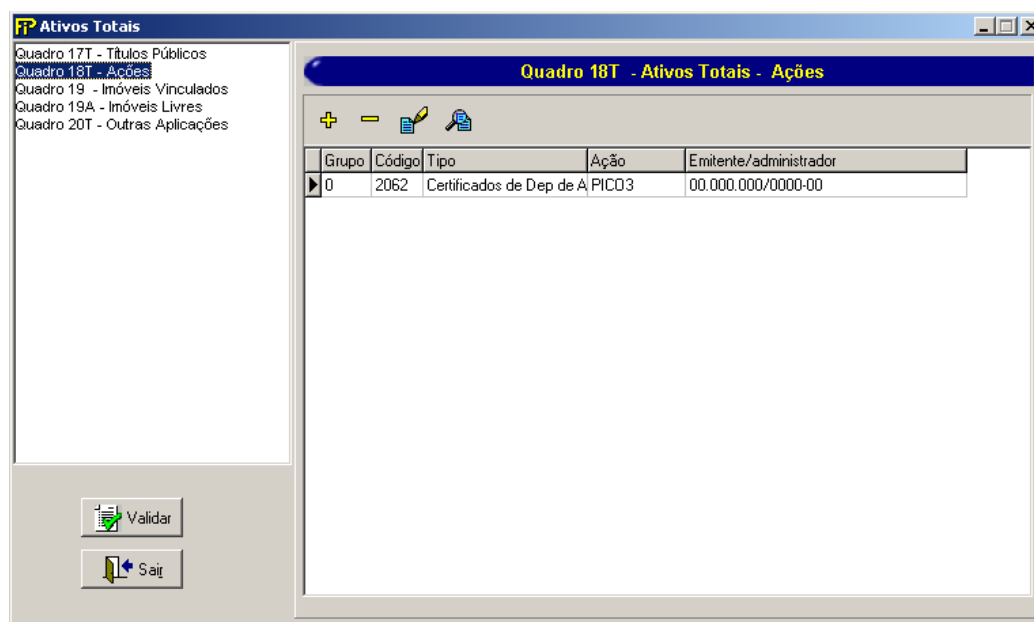 FIP Ativos Totais
Quadro 17T - Títulos Públicos
Quadro 18T - Ações
Quadro 19 - Imóveis Vinculados
Quadro 19A - Imóveis Livres
Quadro 20T - Outras Aplicações
Quadro 18T - Ativos Totais - Ações
Grupo Código Tipo Ação Emitente/administrador
0 2062 Certificados de Dep de A PICO3 00.000.000/0000-00
Validar
Sair